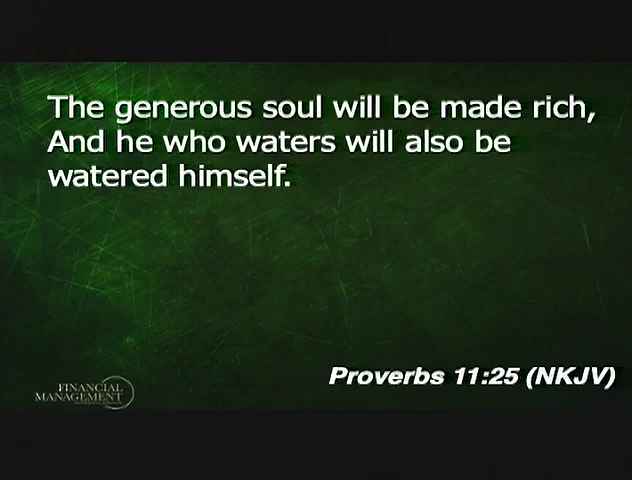 The generous soul will be made rich,
And he who waters will also be
watered himself.
Proverbs 11:25 (NKJV)
FINANCIAL
MANAGEMENT